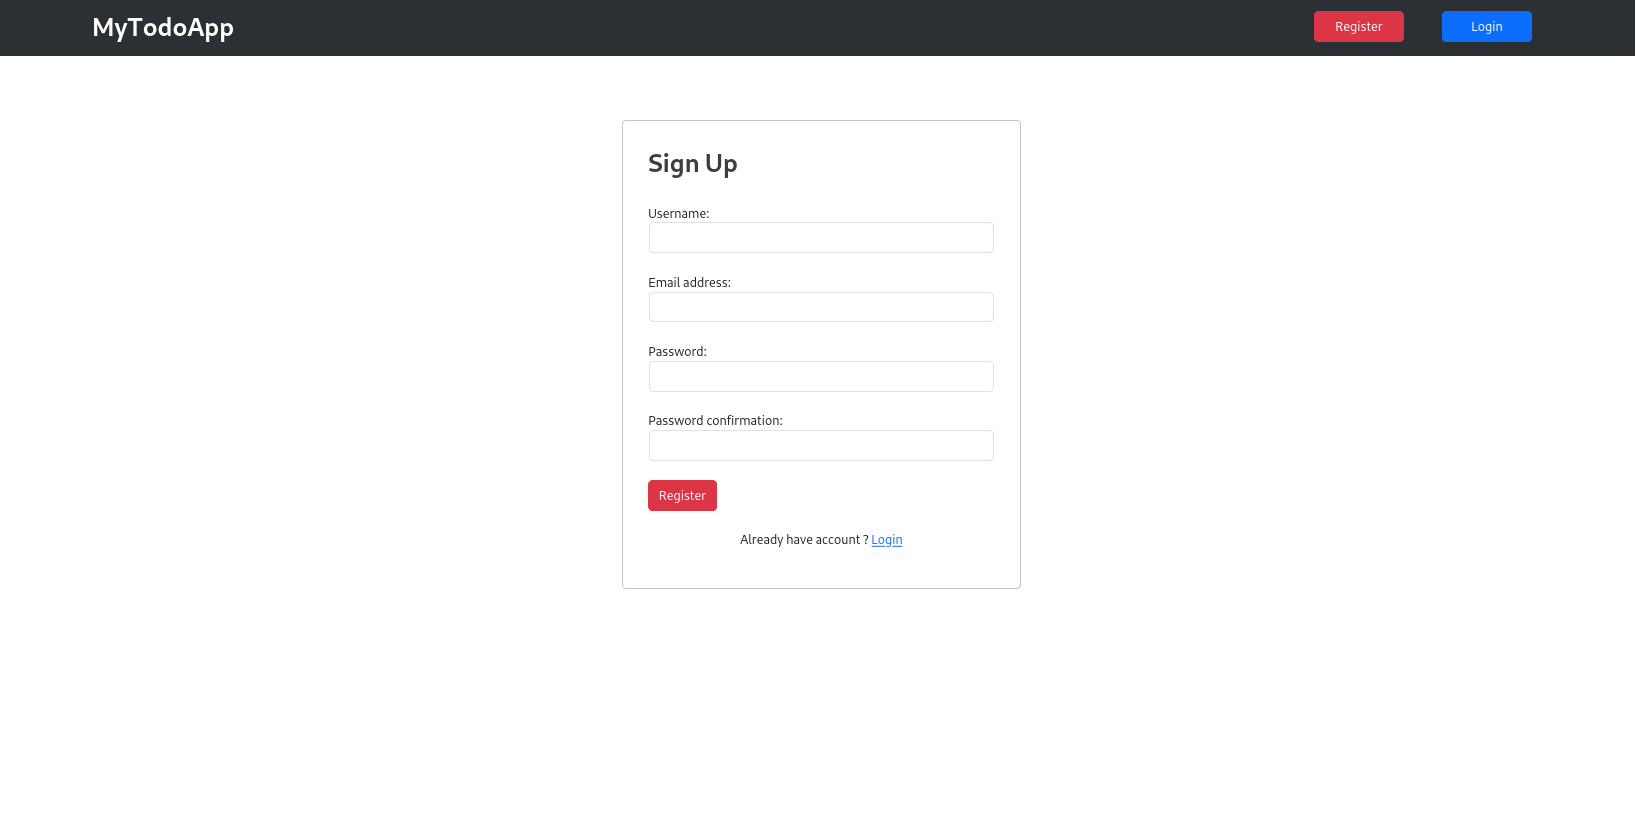 MyTodoApp
Register
Login
Sign Up
Username:
Email address:
Password:
Password confirmation:
Register
Already have account ? Login